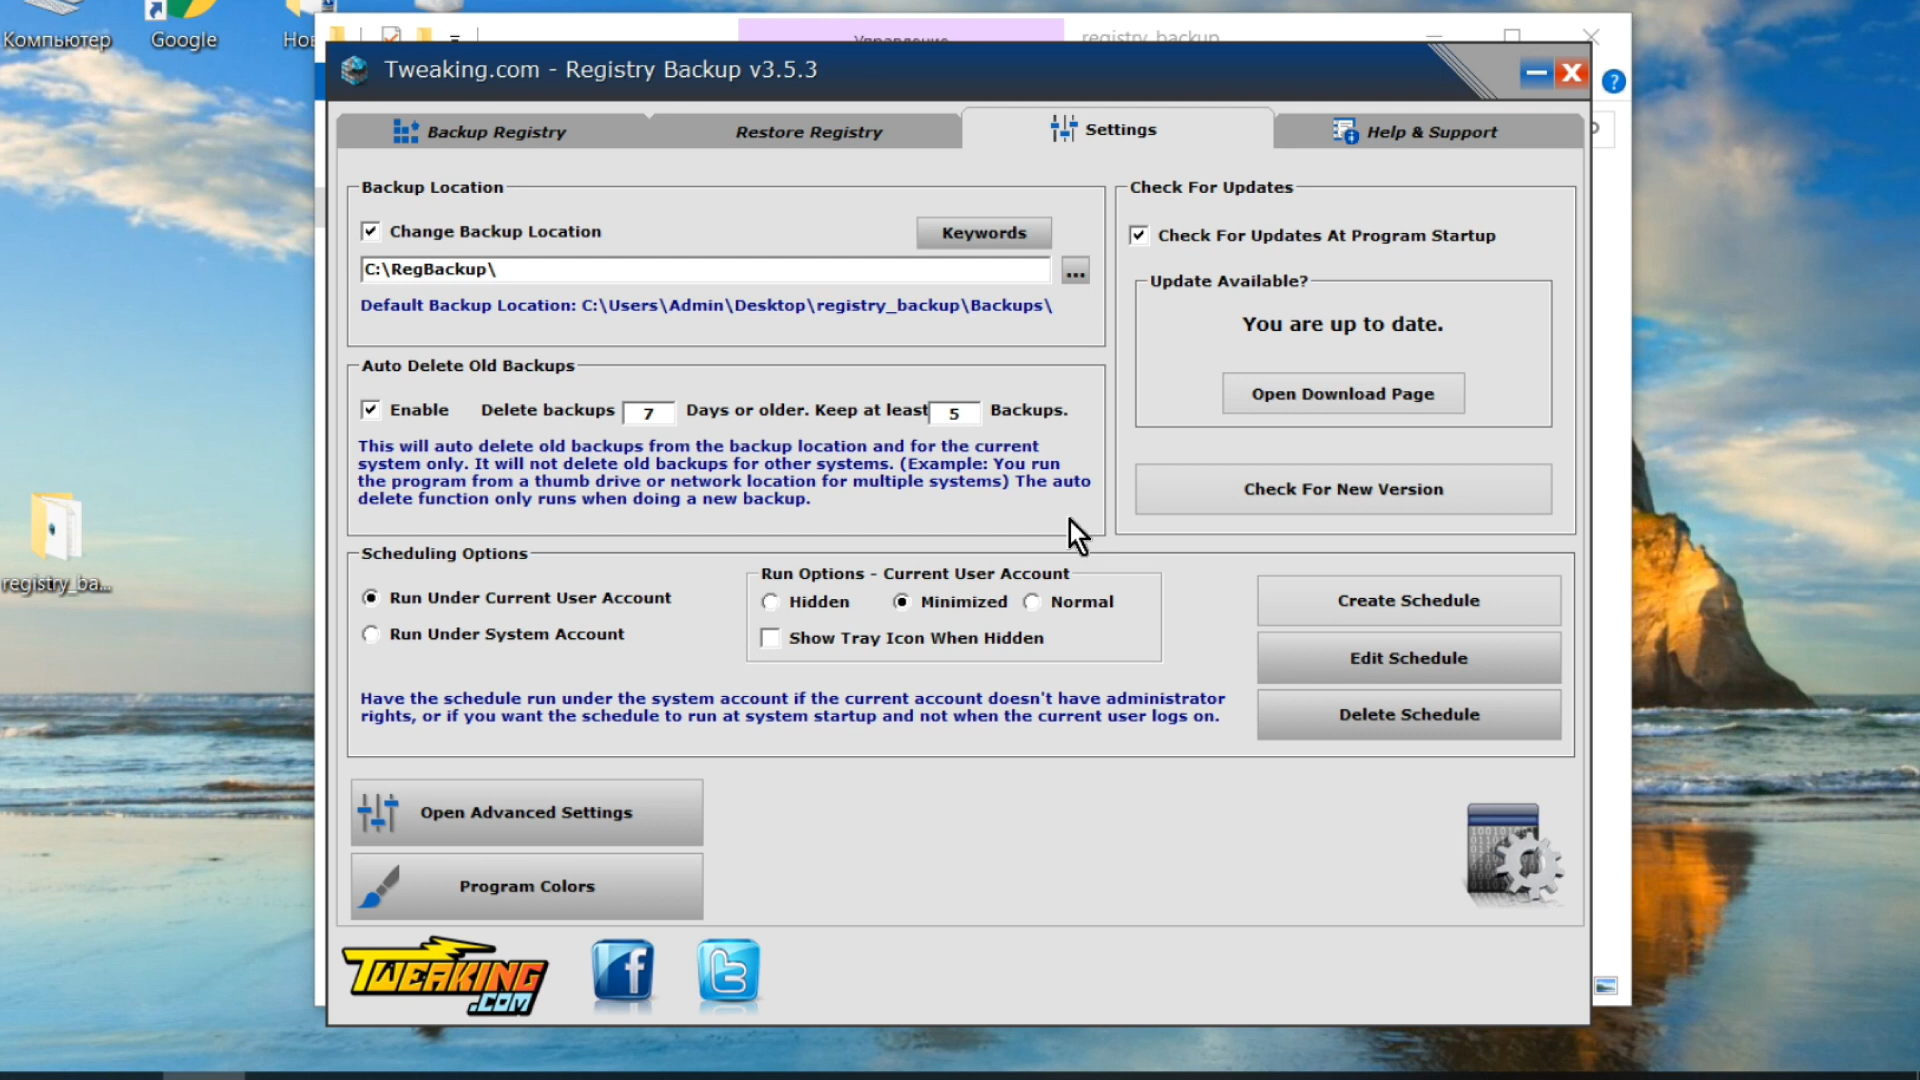 Компьютер
Google
Нов
Управление
registry_backup
Tweaking.com - Registry Backup v3.5.3
?
Backup Registry
Restore Registry
Settings
Help & Support
Backup Location
Change Backup Location
Keywords
C:\RegBackup\
...
Default Backup Location: C:\Users\Admin\Desktop\registry_backup\Backups\
Check For Updates
Check For Updates At Program Startup
Update Available?
You are up to date.
Open Download Page
Check For New Version
Auto Delete Old Backups
Enable Delete backups 7 Days or older. Keep at least 5 Backups.
This will auto delete old backups from the backup location and for the current
system only. It will not delete old backups for other systems. (Example: You run
the program from a thumb drive or network location for multiple systems) The auto
delete function only runs when doing a new backup.
registry_ba...
Scheduling Options
Run Under Current User Account
Run Under System Account
Run Options - Current User Account
Hidden Minimized Normal
Show Tray Icon When Hidden
Create Schedule
Edit Schedule
Delete Schedule
Have the schedule run under the system account if the current account doesn't have administrator
rights, or if you want the schedule to run at system startup and not when the current user logs on.
Open Advanced Settings
Program Colors
TWEAKING
.COM